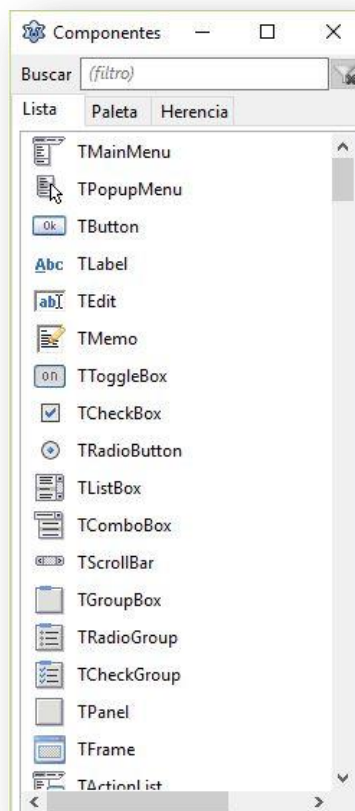 Componentes
Buscar (filtro)
Lista Paleta Herencia
TMainMenu
TPopupMenu
Ok TButton
Abc TLabel
abI TEdit
TMemo
on TToggleBox
TCheckBox
TRadioButton
TListBox
TComboBox
TScrollBar
TGroupBox
TRadioGroup
TCheckGroup
TPanel
TFrame
TActionList